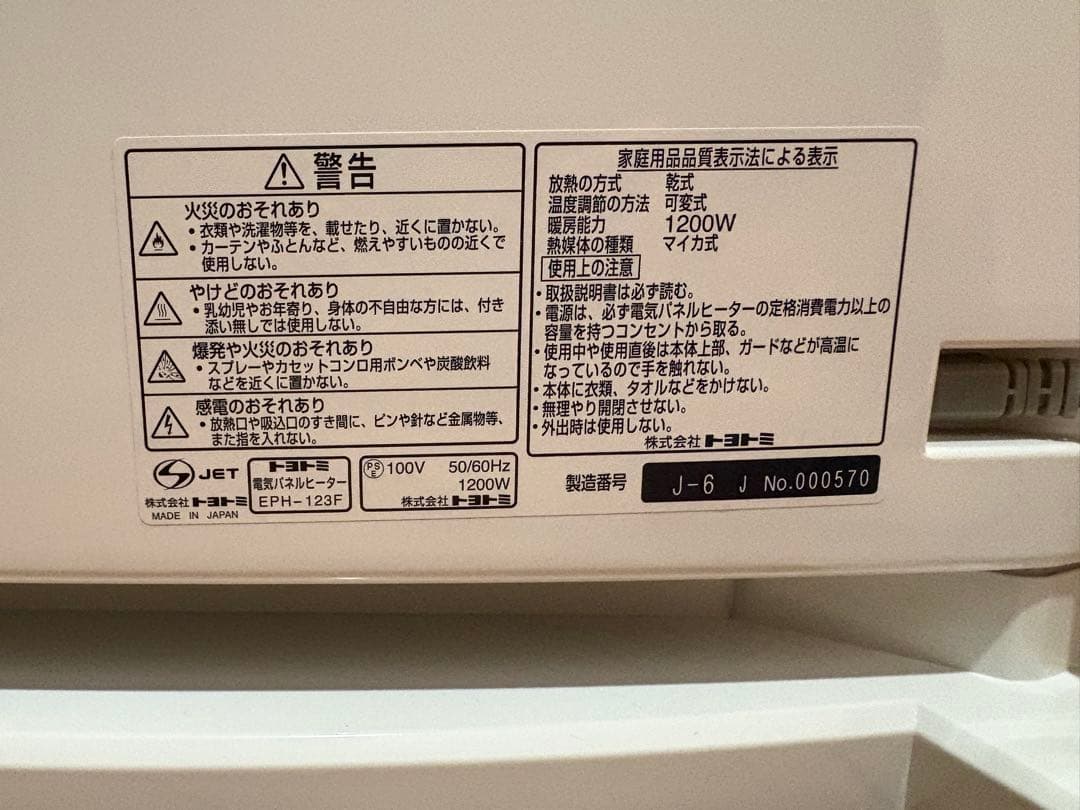 警告
火災のおそれあり
・衣類や洗濯物等を、載せたり、近くに置かない。
・カーテンやふとんなど、燃えやすいものの近くで
使用しない。
やけどのおそれあり
・乳幼児やお年寄り、身体の不自由な方には、付き
添い無しでは使用しない。
爆発や火災のおそれあり
・スプレーやカセットコンロ用ボンベや炭酸飲料
などを近くに置かない。
感電のおそれあり
・放熱口や吸込口のすき間に、ピンや針など金属物等、
また指を入れない。
JET
株式会社トヨトミ
MADE IN JAPAN
トヨトミ
電気パネルヒーター
EPH-123F
PSE 100V 50/60Hz
1200W
株式会社トヨトミ
家庭用品品質表示法による表示
放熱の方式 乾式
温度調節の方法 可変式
暖房能力 1200W
熱媒体の種類 マイカ式
使用上の注意
・取扱説明書は必ず読む。
・電源は、必ず電気パネルヒーターの定格消費電力以上の
容量を持つコンセントから取る。
・使用中や使用直後は本体上部、ガードなどが高温に
なっているので手を触れない。
・本体に衣類、タオルなどをかけない。
・無理やり開閉させない。
・外出時は使用しない。
株式会社トヨトミ
製造番号 J-6 J No.000570